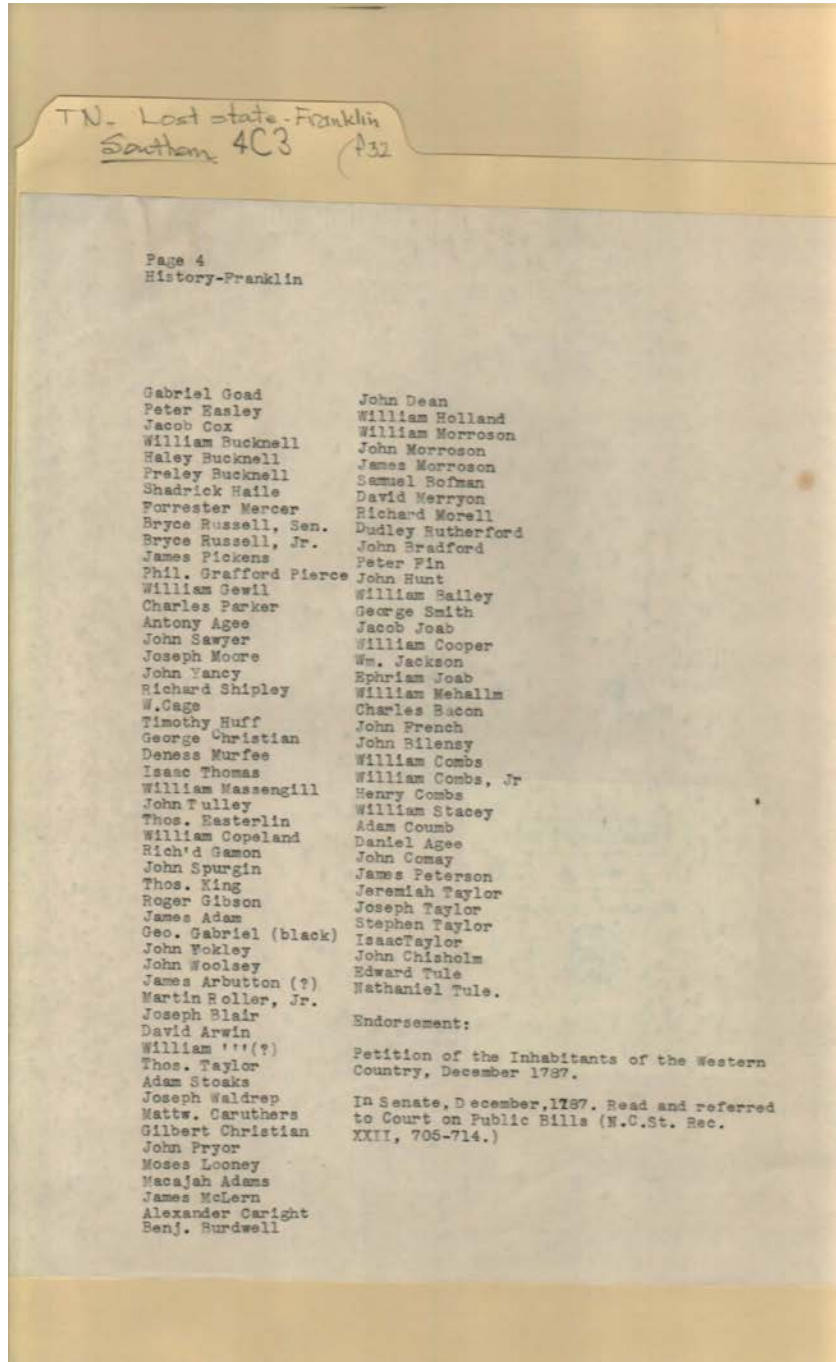 TN- Lost state-Franklin
Southern 4C3 (P32
Page 4
History-Franklin
Gabriel Goad
Peter Easley
Jacob Cox
William Bucknell
Haley Bucknell
Preley Bucknell
Shadrick Haile
Forrester Mercer
Bryce Russell, Sen.
Bryce Russell, Jr.
James Pickens
Phil. Grafford Pierce
William Gewil
Charles Parker
Antony Agee
John Sawyer
Joseph Moore
John Yancy
Richard Shipley
W.Cage
Timothy Huff
George Christian
Deness Murfee
Isaac Thomas
William Massengill
John Tulley
Thos. Easterlin
William Copeland
Rich'd Gamon
John Spurgin
Thos. King
Roger Gibson
James Adam
Geo. Gabriel (black)
John Fokley
John Woolsey
James Arbutton (?)
Martin Roller, Jr.
Joseph Blair
David Arwin
William '''(?)
Thos. Taylor
Adam Stoaks
Joseph Waldrep
Mattw. Caruthers
Gilbert Christian
John Pryor
Moses Looney
Macajah Adams
James McLern
Alexander Caright
Benj. Burdwell
John Dean
William Holland
William Morroson
John Morroson
James Morroson
Samuel Bofman
David Merryon
Richard Morell
Dudley Rutherford
John Bradford
Peter Fin
John Hunt
William Bailey
George Smith
Jacob Joab
William Cooper
Wm. Jackson
Ephriam Joab
William Mehallm
Charles Bacon
John French
John Bilensy
William Combs
William Combs, Jr
Henry Combs
William Stacey
Adam Coumb
Daniel Agee
John Comay
James Peterson
Jeremiah Taylor
Joseph Taylor
Stephen Taylor
IsaacTaylor
John Chisholm
Edward Tule
Nathaniel Tule.
Endorsement:
Petition of the Inhabitants of the Western
Country, December 1787.
In Senate, December,1787. Read and referred
to Court on Public Bills (N.C.St. Rec.
XXII, 705-714.)